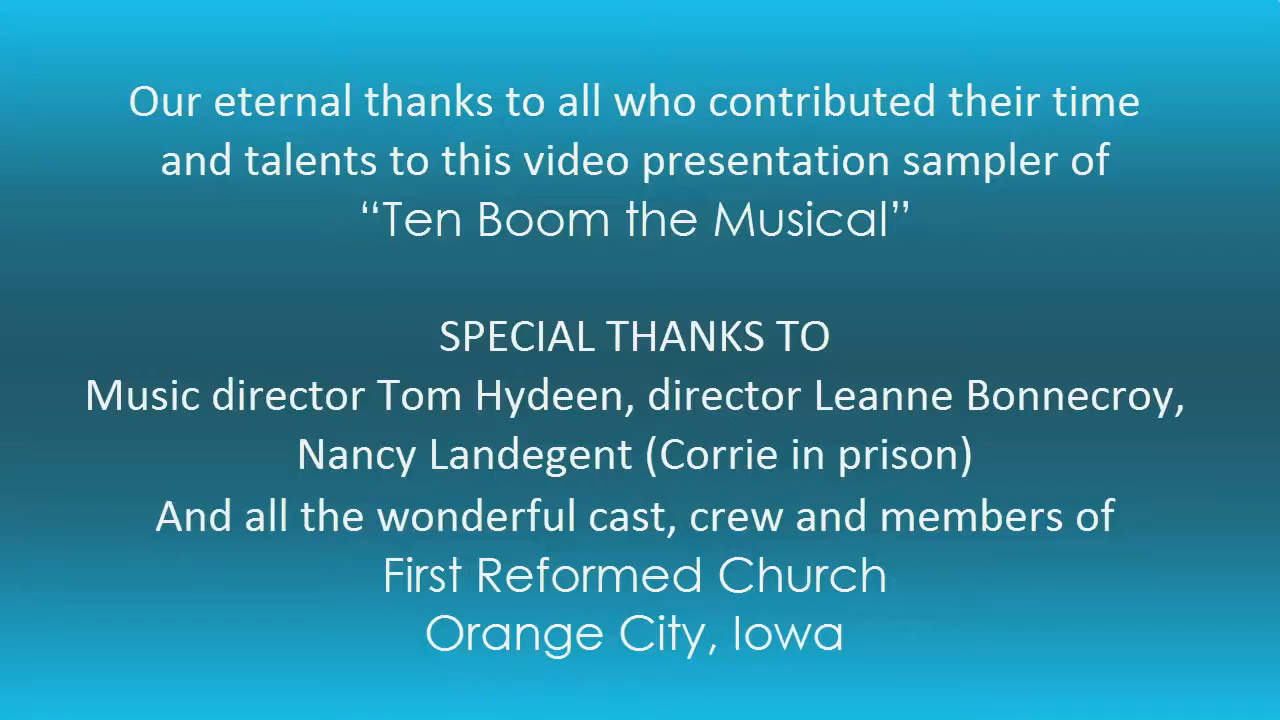 Our eternal thanks to all who contributed their time
and talents to this video presentation sampler of
“Ten Boom the Musical”
SPECIAL THANKS TO
Music director Tom Hydeen, director Leanne Bonnecroy,
Nancy Landegent (Corrie in prison)
And all the wonderful cast, crew and members of
First Reformed Church
Orange City, Iowa